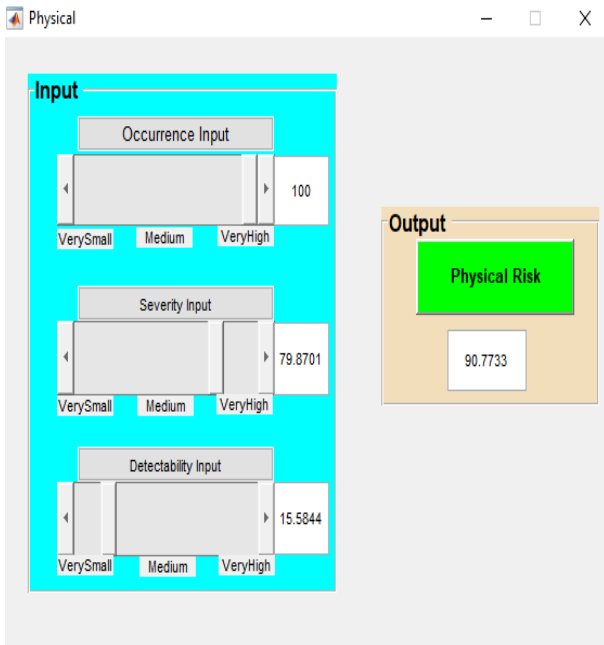 Physical
Input
Occurrence Input
100
VerySmall Medium VeryHigh
Severity Input
79.8701
VerySmall Medium VeryHigh
Detectability Input
15.5844
VerySmall Medium VeryHigh
Output
Physical Risk
90.7733